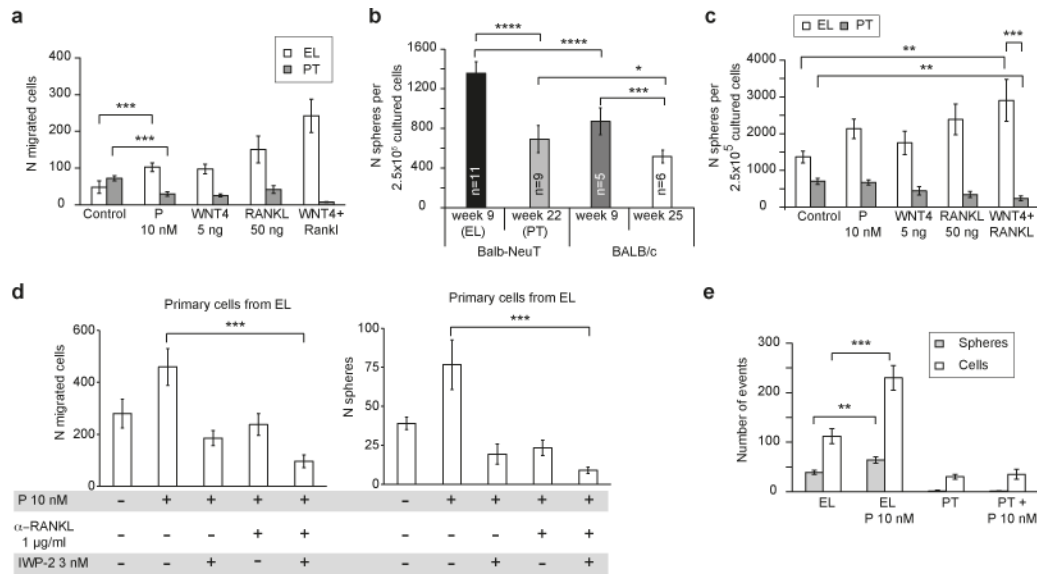 a
N migrated cells
300
200
100
0
EL
PT
***
***
Control
P
10 nM
WNT4
5 ng
RANKL
50 ng
WNT4+
Rankl
b
N spheres per
2.5x10⁵ cultured cells
1600
1200
800
400
0
****
****
*
***
n=11
n=9
n=5
n=6
week 9
(EL)
week 22
(PT)
week 9
week 25
Balb-NeuT
BALB/c
c
EL
PT
N spheres per
2.5x10⁵ cultured cells
4000
3000
2000
1000
0
***
**
**
Control
P
10 nM
WNT4
5 ng
RANKL
50 ng
WNT4+
RANKL
d
Primary cells from EL
N migrated cells
600
400
200
0
***
Primary cells from EL
N spheres
100
75
50
25
0
***
P 10 nM – + + + + – + + + +
α–RANKL
1 µg/ml – – – + + – – – + +
IWP-2 3 nM – – + – + – – + – +
e
Number of events
300
200
100
0
Spheres
Cells
***
**
EL
EL
P 10 nM
PT
PT +
P 10 nM